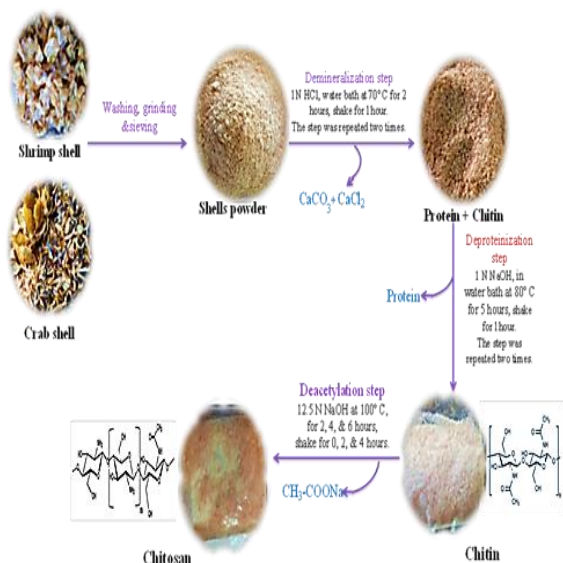 Shrimp shell
Crab shell
Washing, grinding
&sieving
Shells powder
Demineralization step
1N HCl, water bath at 70° C for 2
hours, shake for 1 hour.
The step was repeated two times.
CaCO3+ CaCl2
Protein + Chitin
Deproteinization
step
1 N NaOH, in
water bath at 80° C
for 5 hours, shake
for 1hour.
The step was
repeated two times.
Protein
Chitin
Deacetylation step
12.5 N NaOH at 100° C,
for 2, 4, & 6 hours,
shake for 0, 2, & 4 hours.
CH3-COONa
Chitosan